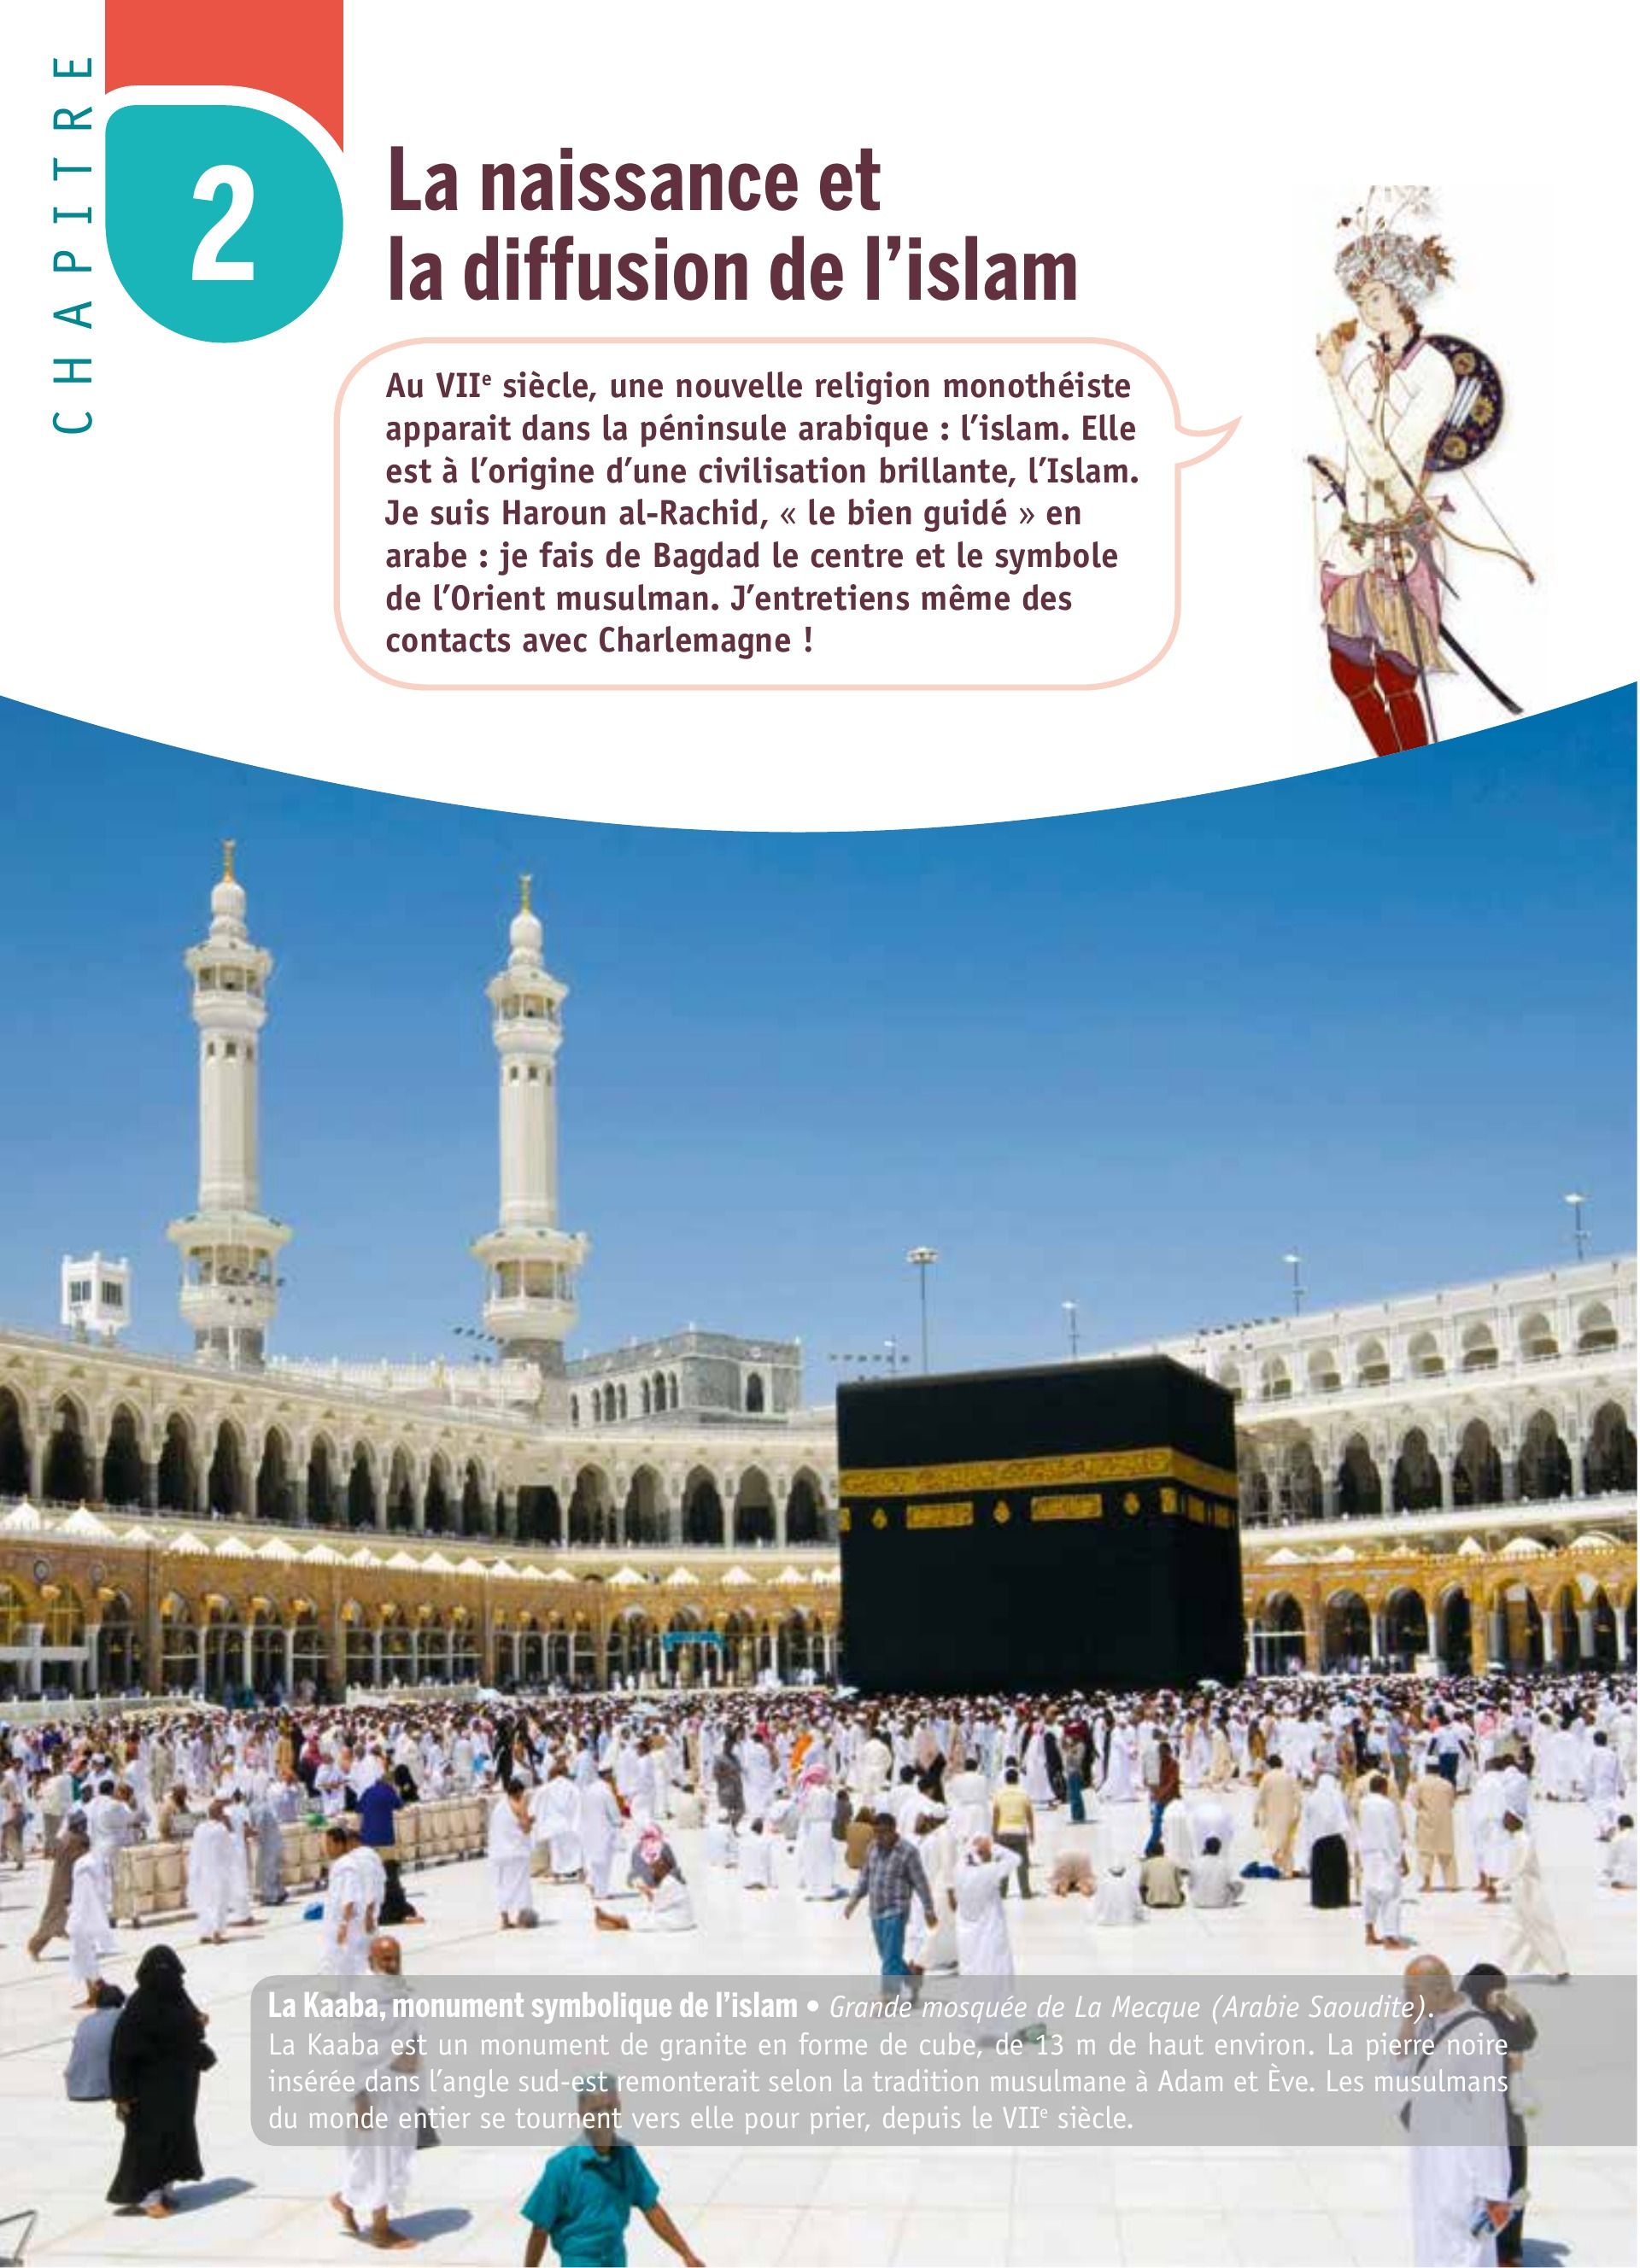 CHAPITRE
2
La naissance et
la diffusion de l’islam
Au VIIe siècle, une nouvelle religion monothéiste
apparait dans la péninsule arabique : l’islam. Elle
est à l’origine d’une civilisation brillante, l’Islam.
Je suis Haroun al-Rachid, « le bien guidé » en
arabe : je fais de Bagdad le centre et le symbole
de l’Orient musulman. J’entretiens même des
contacts avec Charlemagne !
La Kaaba, monument symbolique de l’islam • Grande mosquée de La Mecque (Arabie Saoudite).
La Kaaba est un monument de granite en forme de cube, de 13 m de haut environ. La pierre noire
insérée dans l’angle sud-est remonterait selon la tradition musulmane à Adam et Ève. Les musulmans
du monde entier se tournent vers elle pour prier, depuis le VIIe siècle.